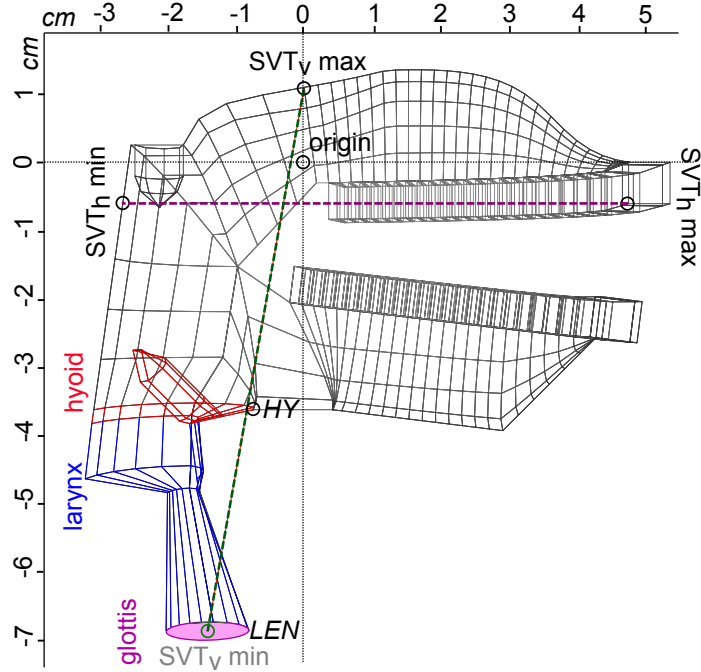 cm -3 -2 -1 0 1 2 3 4 5
cm
SVTv max
1
origin
0
SVTh min
SVTh max
-1
-2
-3
hyoid
HY
-4
larynx
-5
-6
glottis
LEN
-7
SVTv min